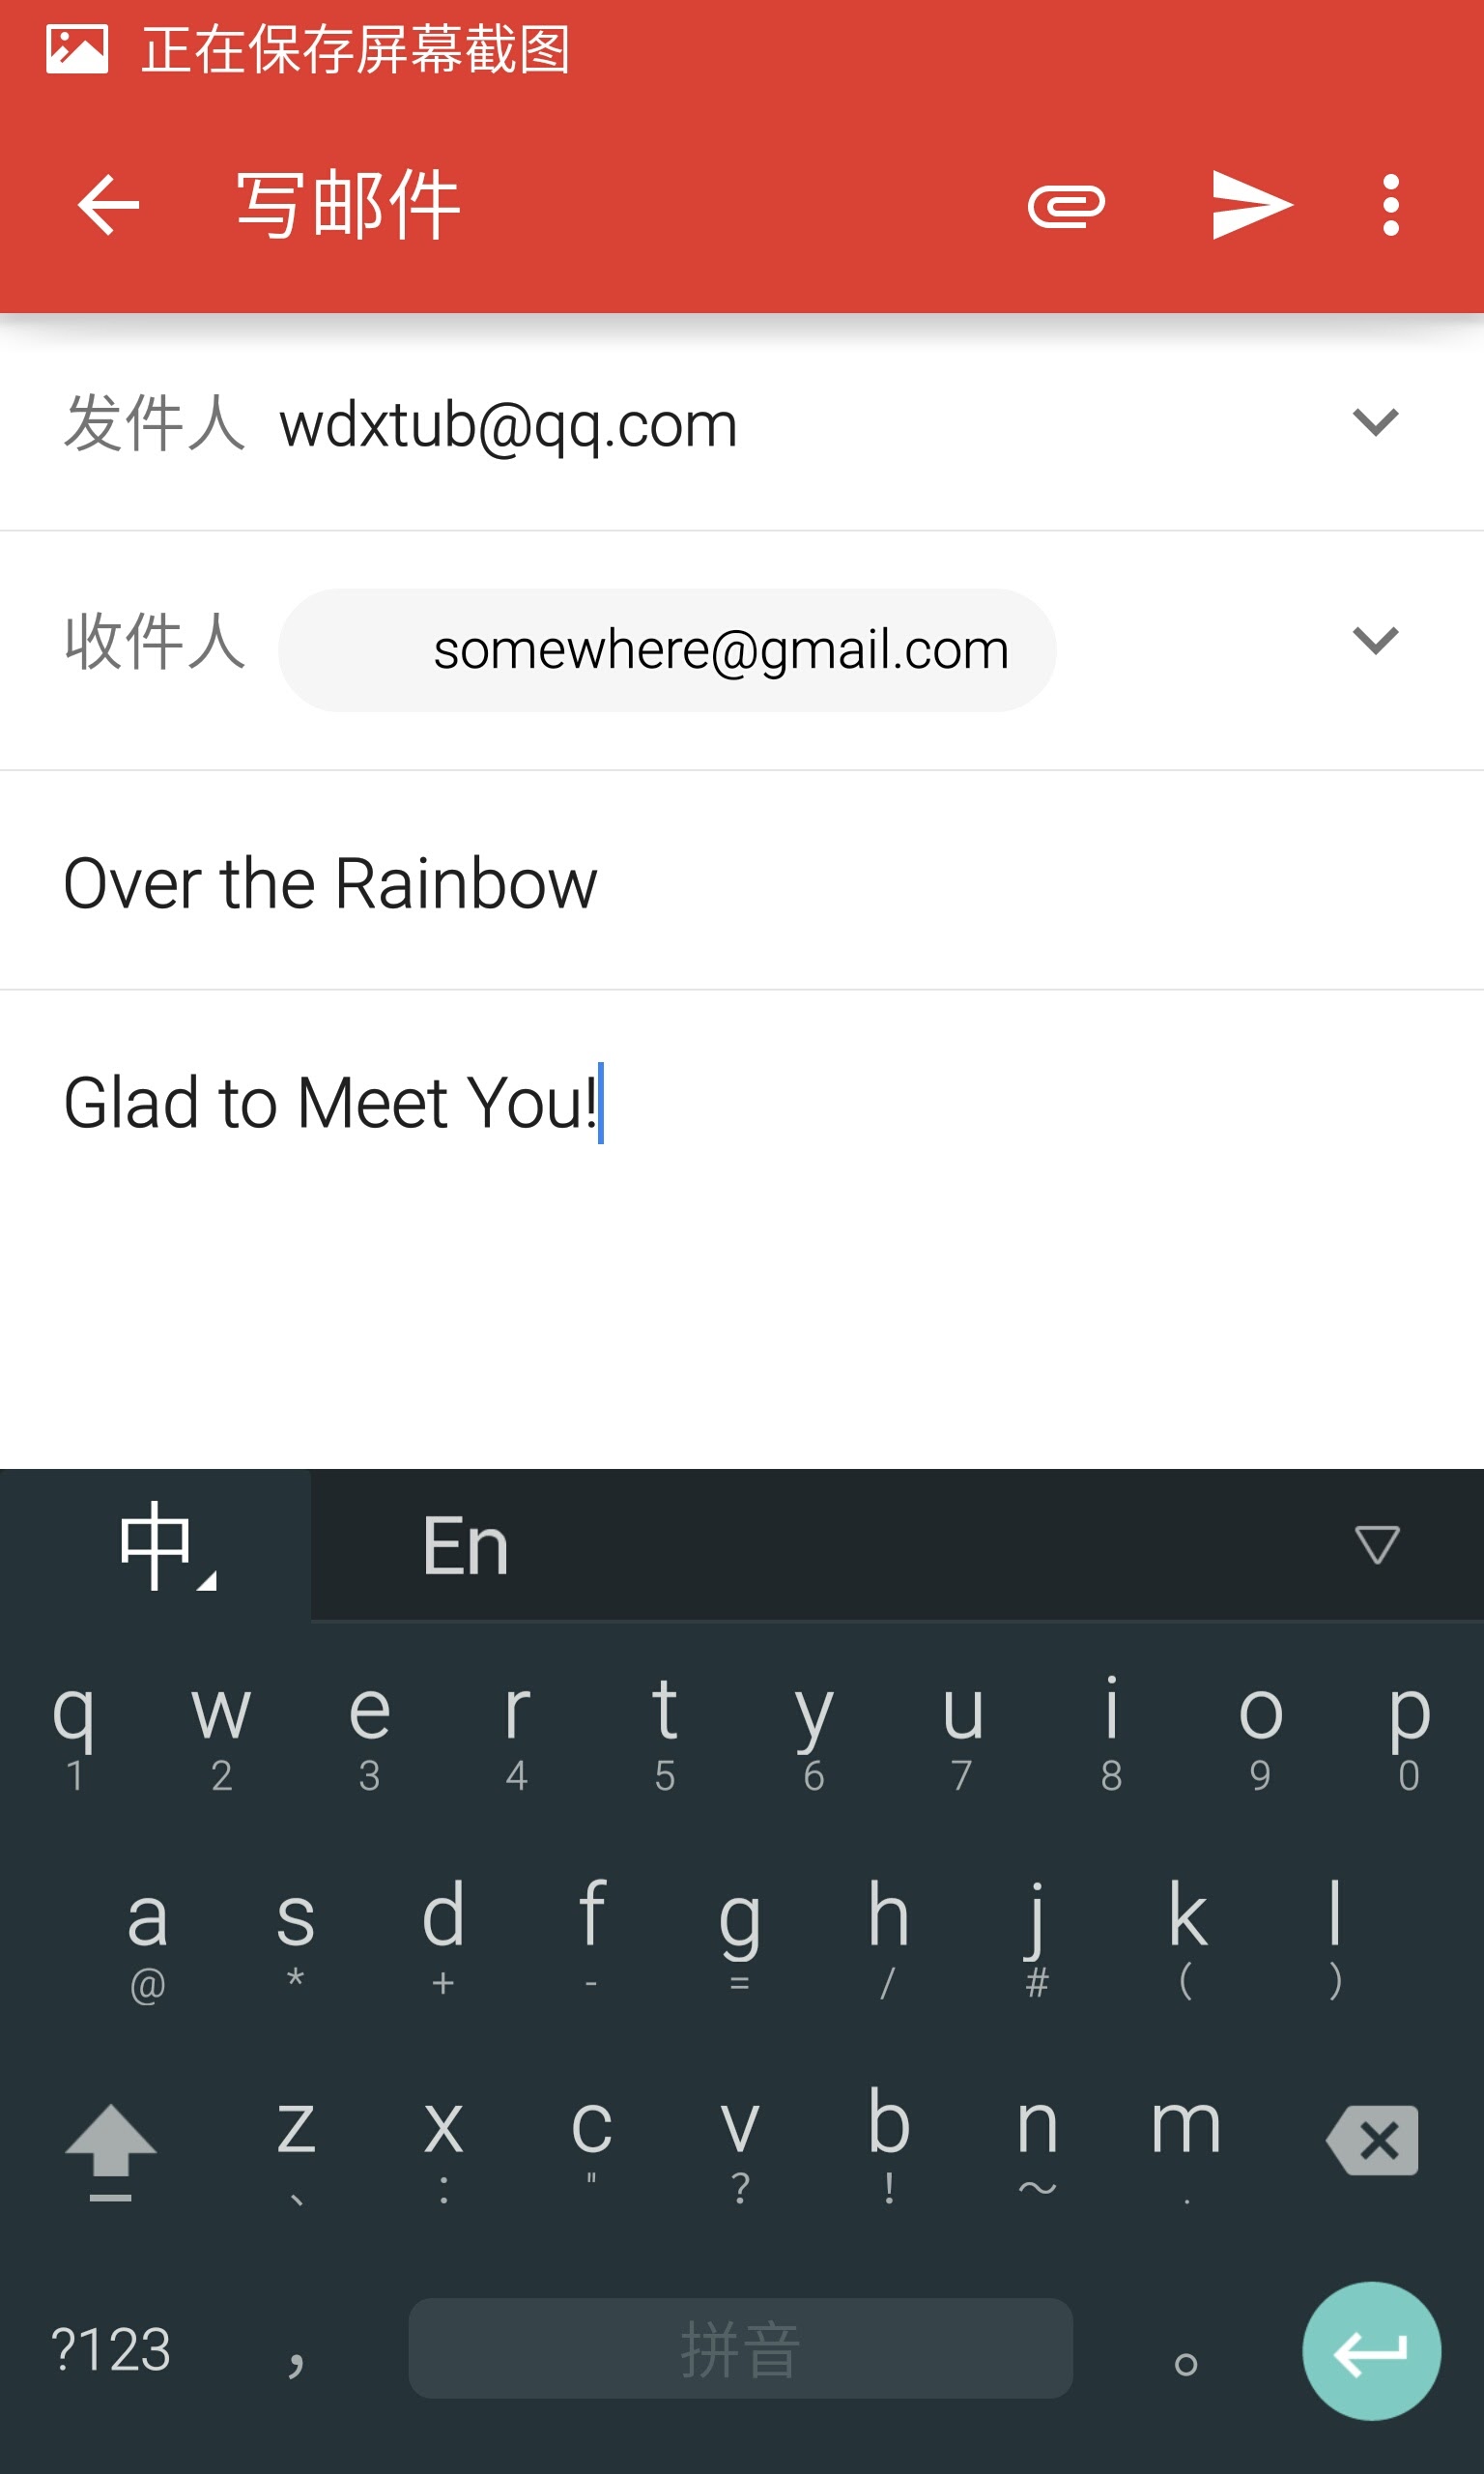 正在保存屏幕截图
写邮件
发件人 wdxtub@qq.com
收件人 somewhere@gmail.com
Over the Rainbow
Glad to Meet You!
中 En
q w e r t y u i o p
1 2 3 4 5 6 7 8 9 0
a s d f g h j k l
@ * + - = / # ( )
z x c v b n m
、 : " ? ! ～ .
?123 ， 拼音 。